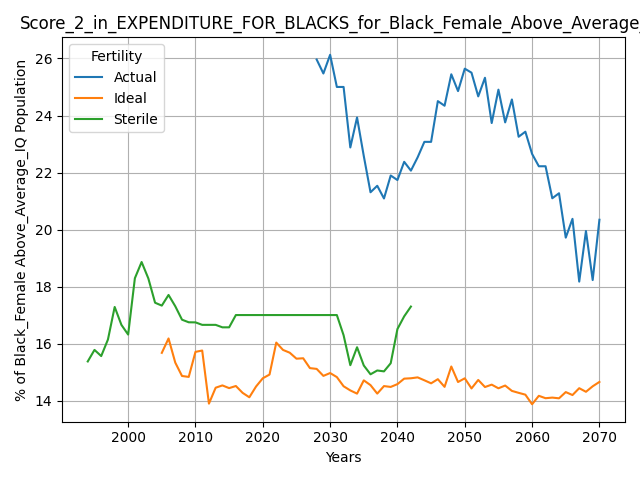 Score_2_in_EXPENDITURE_FOR_BLACKS_for_Black_Female_Above_Average_
Fertility
Actual
Ideal
Sterile
% of Black_Female Above_Average_IQ Population
26
24
22
20
18
16
14
2000
2010
2020
2030
2040
2050
2060
2070
Years